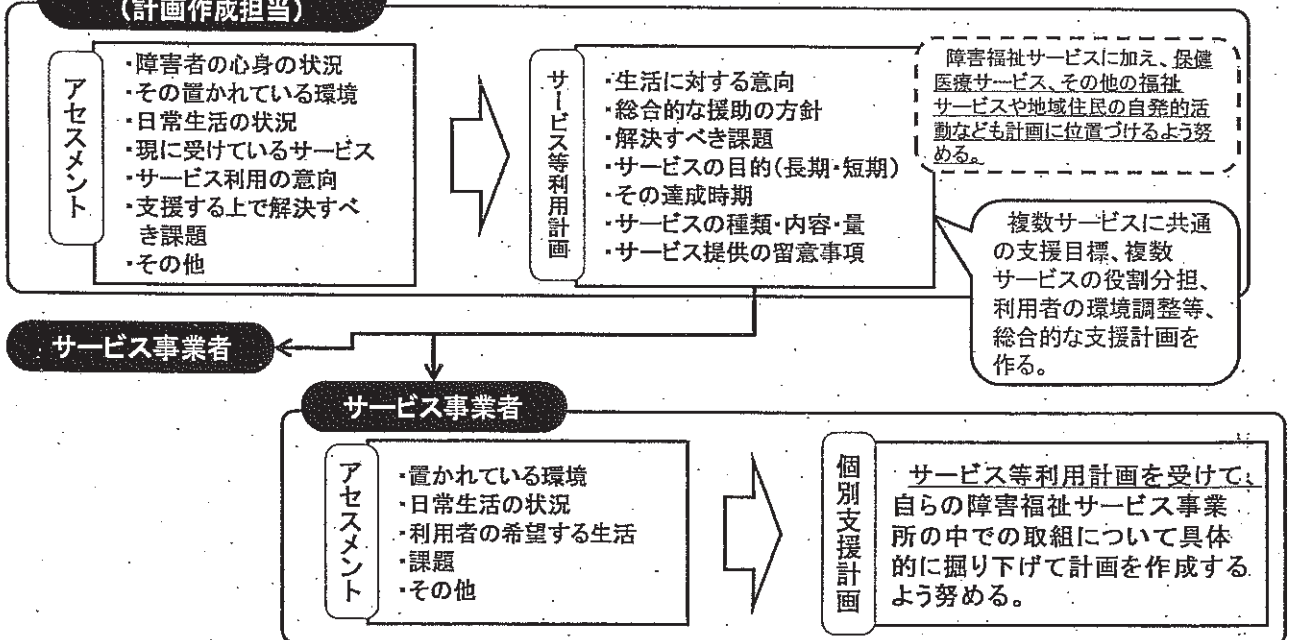 （計画作成担当）
アセスメント
・障害者の心身の状況
・その置かれている環境
・日常生活の状況
・現に受けているサービス
・サービス利用の意向
・支援する上で解決すべ
き課題
・その他
サービス等利用計画
・生活に対する意向
・総合的な援助の方針
・解決すべき課題
・サービスの目的（長期・短期）
・その達成時期
・サービスの種類・内容・量
・サービス提供の留意事項
障害福祉サービスに加え、保健
医療サービス、その他の福祉
サービスや地域住民の自発的活
動なども計画に位置づけるよう努
める。
複数サービスに共通
の支援目標、複数
サービスの役割分担、
利用者の環境調整等、
総合的な支援計画を
作る。
サービス事業者
サービス事業者
アセスメント
・置かれている環境
・日常生活の状況
・利用者の希望する生活
・課題
・その他
個別支援計画
サービス等利用計画を受けて、
自らの障害福祉サービス事業
所の中での取組について具体
的に掘り下げて計画を作成する
よう努める。